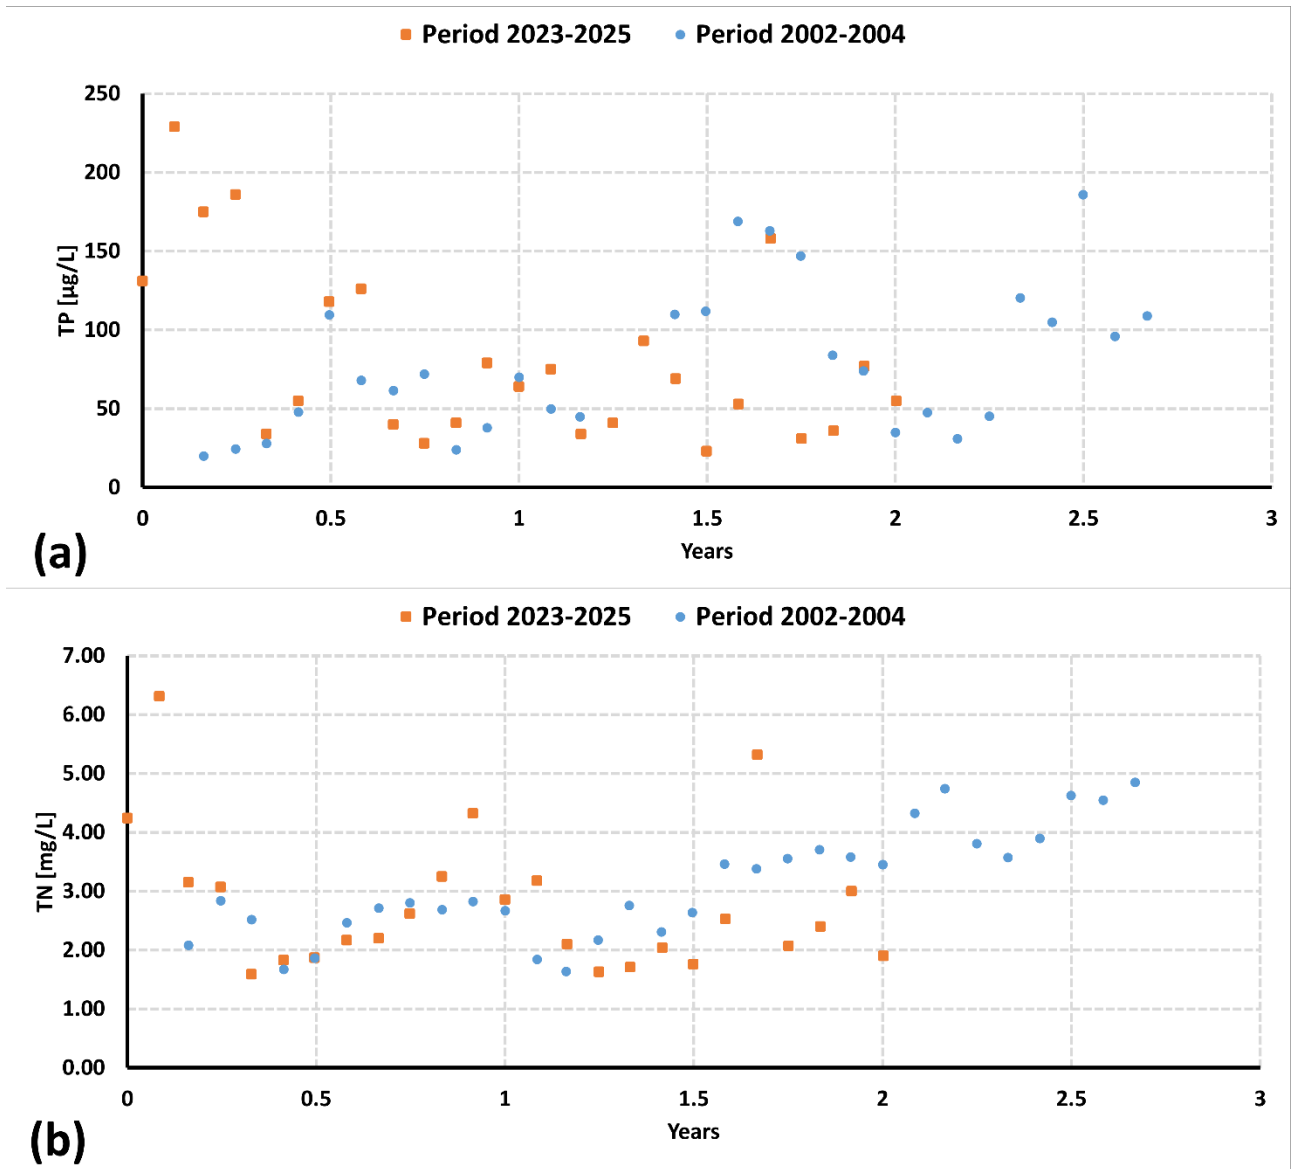 Period 2023-2025 Period 2002-2004
250
200
150
100
50
0
TP [µg/L]
0 0.5 1 1.5 2 2.5 3
Years
(a)
Period 2023-2025 Period 2002-2004
7.00
6.00
5.00
4.00
3.00
2.00
1.00
0.00
TN [mg/L]
0 0.5 1 1.5 2 2.5 3
Years
(b)